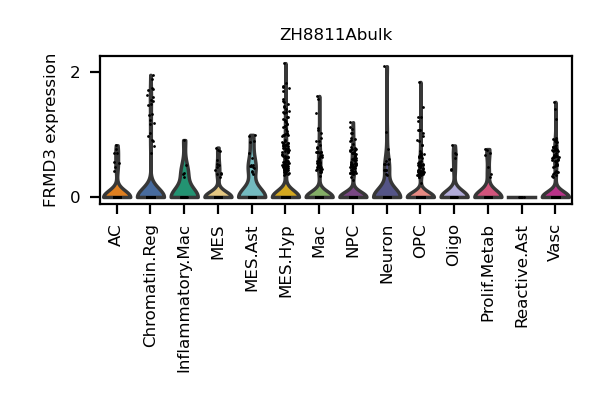 ZH8811Abulk
FRMD3 expression
2
0
AC
Chromatin.Reg
Inflammatory.Mac
MES
MES.Ast
MES.Hyp
Mac
NPC
Neuron
OPC
Oligo
Prolif.Metab
Reactive.Ast
Vasc